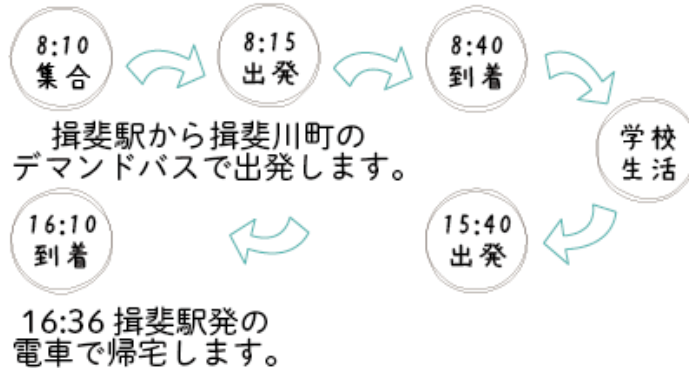 8:10
集合
8:15
出発
8:40
到着
揖斐駅から揖斐川町の
デマンドバスで出発します。
学校
生活
15:40
出発
16:10
到着
16:36 揖斐駅発の
電車で帰宅します。